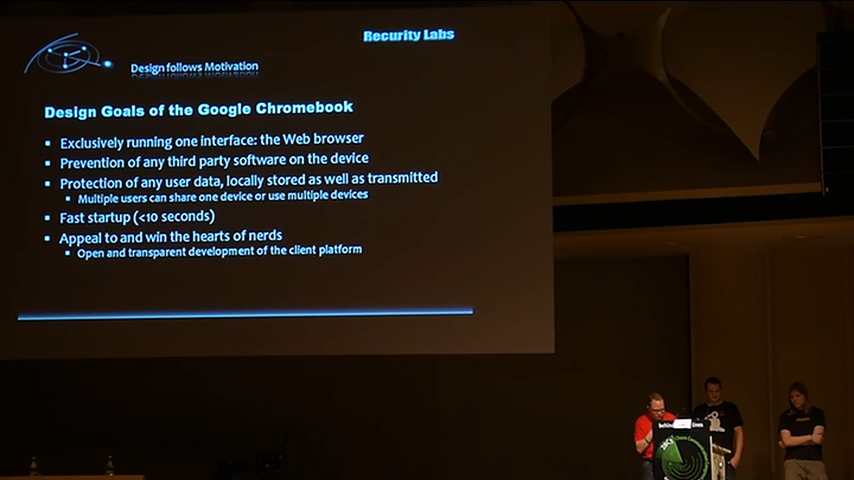 Recurity Labs
Design follows Motivation
Design Goals of the Google Chromebook
▪ Exclusively running one interface: the Web browser
▪ Prevention of any third party software on the device
▪ Protection of any user data, locally stored as well as transmitted
▪ Multiple users can share one device or use multiple devices
▪ Fast startup (<10 seconds)
▪ Appeal to and win the hearts of nerds
▪ Open and transparent development of the client platform
behind lines
28C3